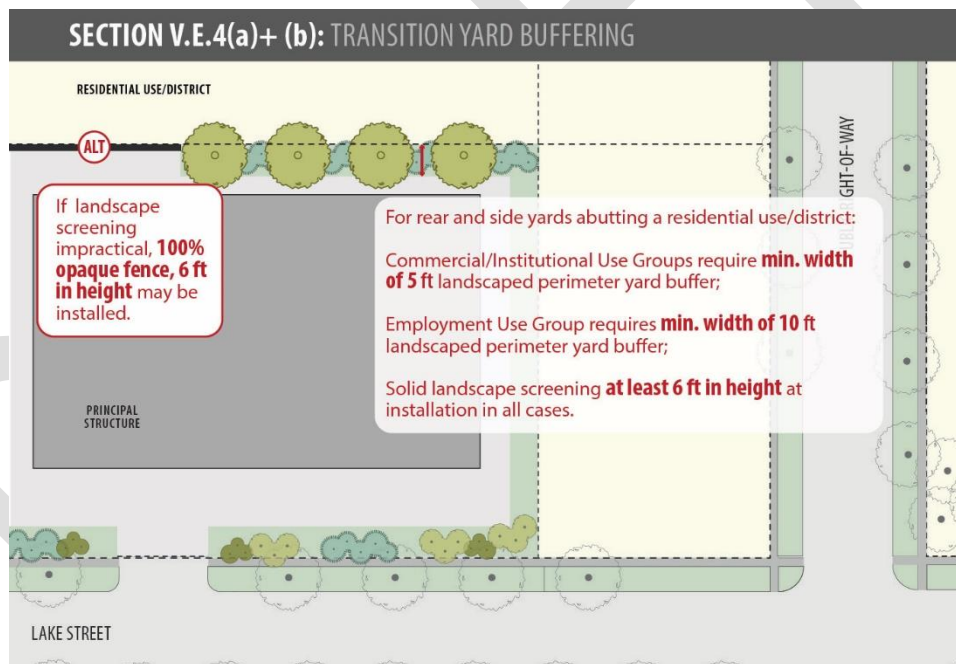 SECTION V.E.4(a)+ (b): TRANSITION YARD BUFFERING
RESIDENTIAL USE/DISTRICT
ALT
If landscape
screening
impractical, 100%
opaque fence, 6 ft
in height may be
installed.
For rear and side yards abutting a residential use/district:
Commercial/Institutional Use Groups require min. width
of 5 ft landscaped perimeter yard buffer;
Employment Use Group requires min. width of 10 ft
landscaped perimeter yard buffer;
Solid landscape screening at least 6 ft in height at
installation in all cases.
GHT-OF-WAY
PRINCIPAL
STRUCTURE
LAKE STREET